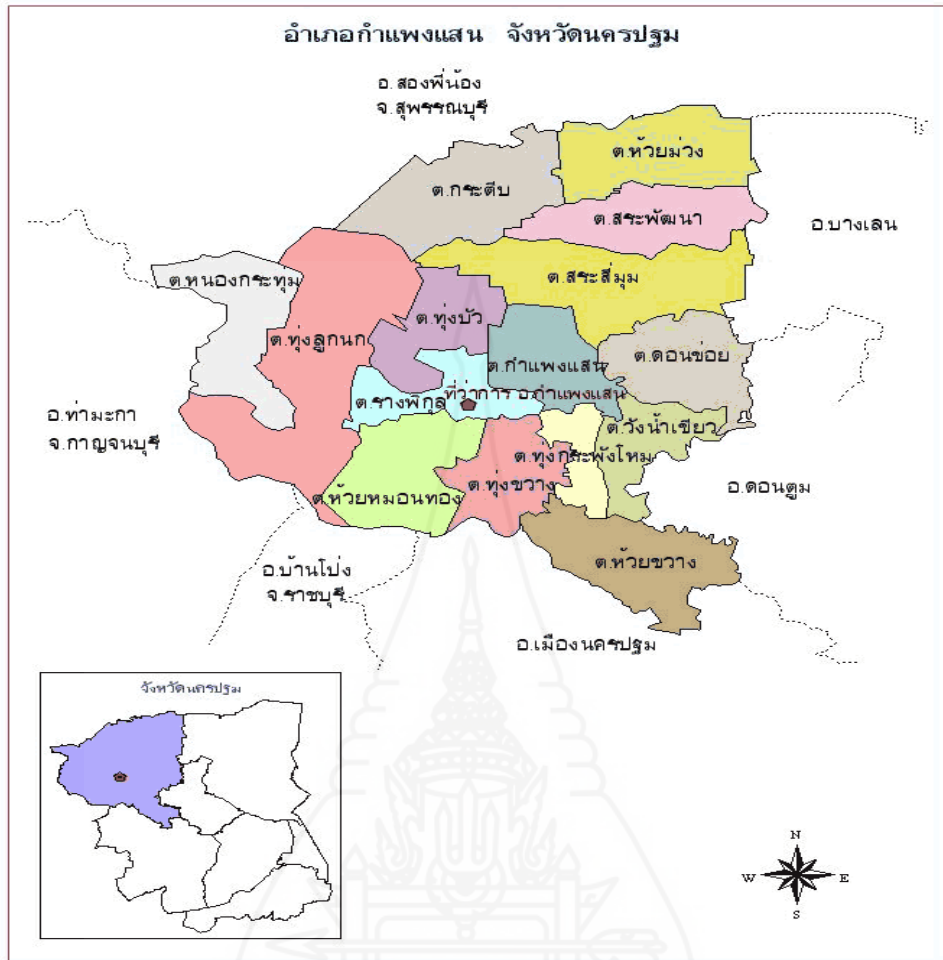 อำเภอกำแพงแสน จังหวัดนครปฐม
อ.สองพี่น้อง
จ.สุพรรณบุรี
ต.ห้วยม่วง
ต.กระตีบ
ต.สระพัฒนา
อ.บางเลน
ต.หนองกระทุม
ต.สระสี่มุม
ต.ทุ่งบัว
ต.ทุ่งลูกนก
ต.ดอนข่อย
ต.กำแพงแสน
ที่ว่าการ อ.กำแพงแสน
ต.รางพิกุล
อ.ท่ามะกา
จ.กาญจนบุรี
ต.วังน้ำเขียว
ต.ทุ่งกระพังโหม
ต.ทุ่งขวาง
ต.ห้วยหมอนทอง
อ.ดอนตูม
ต.ห้วยขวาง
อ.บ้านโป่ง
จ.ราชบุรี
อ.เมืองนครปฐม
จังหวัดนครปฐม
N
W E
S